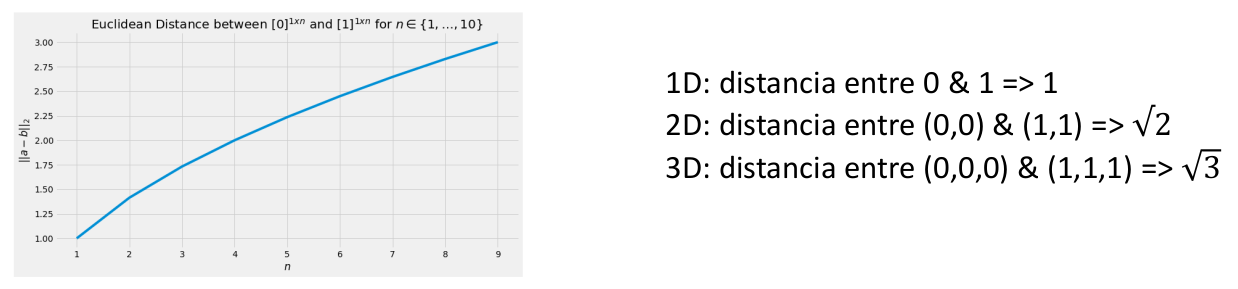 Euclidean Distance between [0]^{1xn} and [1]^{1xn} for n ∈ {1, ..., 10}
||a − b||₂
3.00
2.75
2.50
2.25
2.00
1.75
1.50
1.25
1.00
1 2 3 4 5 6 7 8 9
n
1D: distancia entre 0 & 1 => 1
2D: distancia entre (0,0) & (1,1) => √2
3D: distancia entre (0,0,0) & (1,1,1) => √3